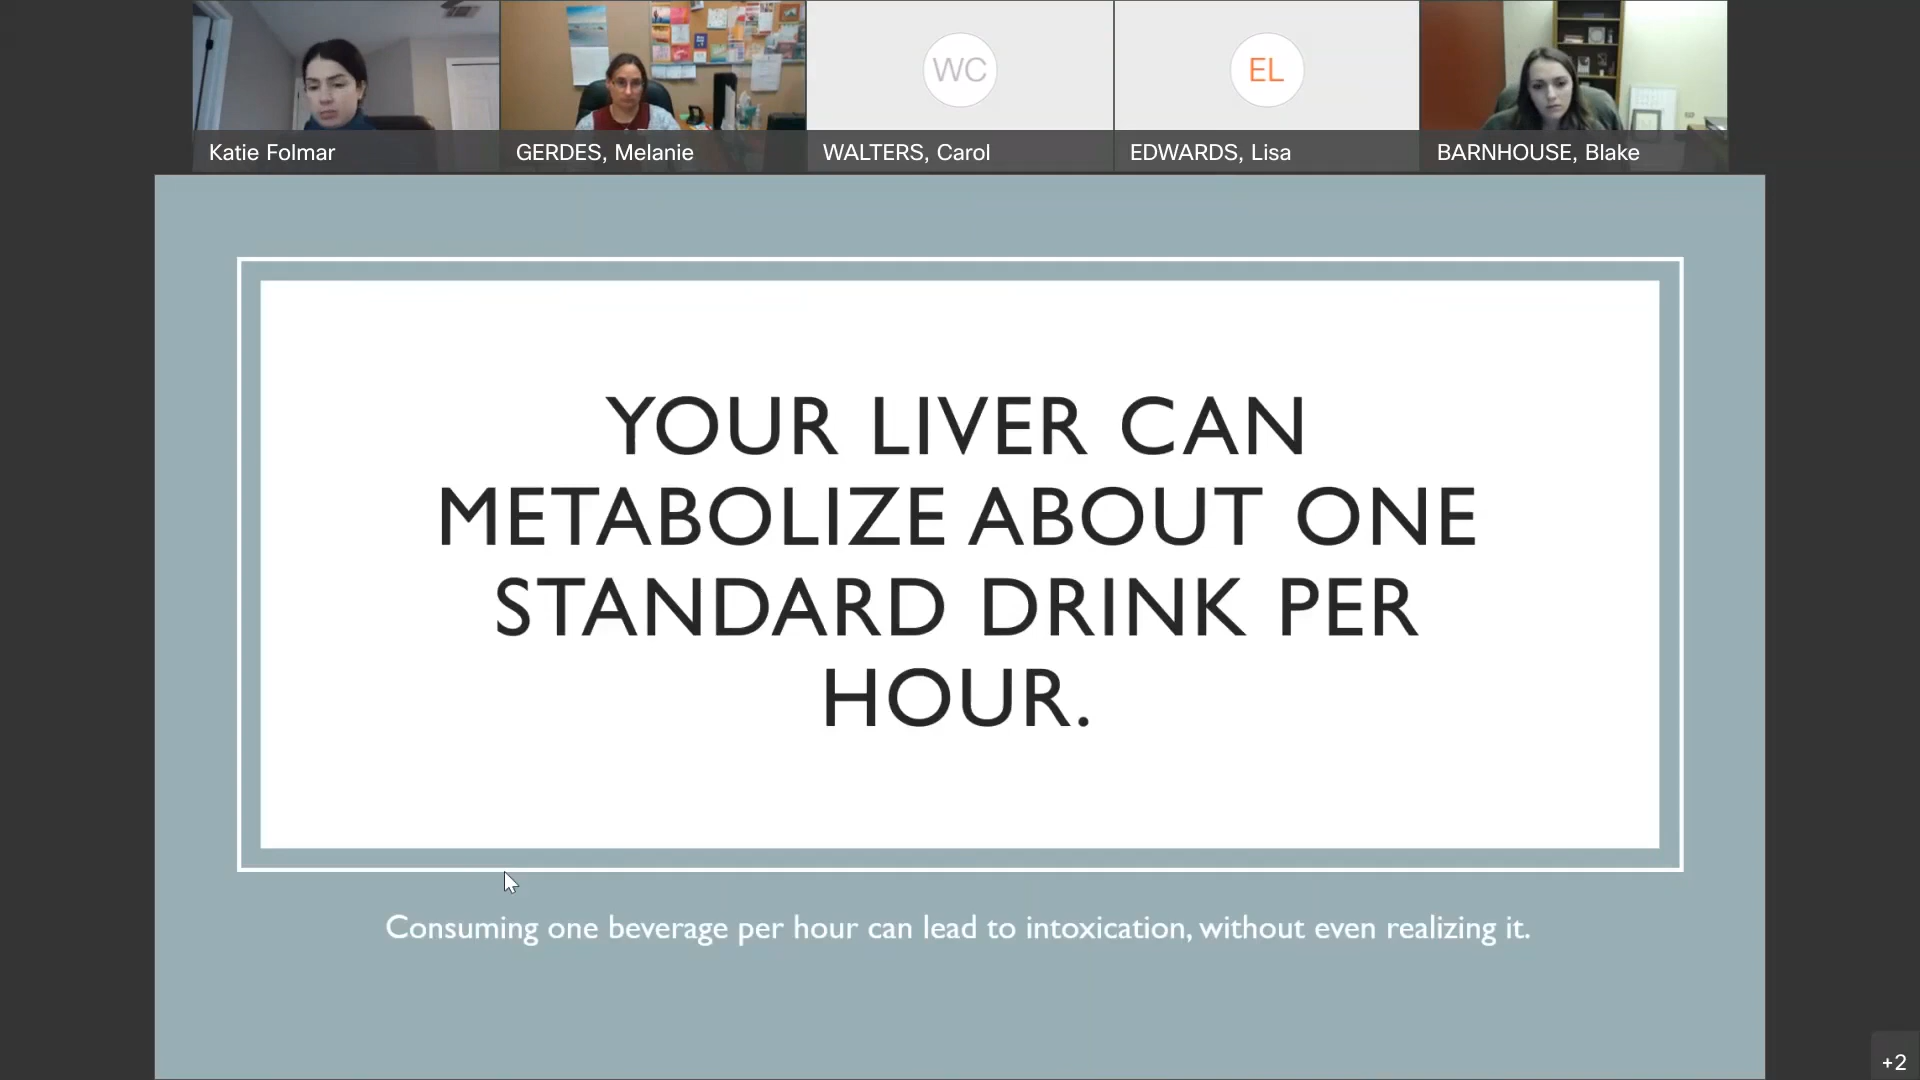 WC
EL
Katie Folmar
GERDES, Melanie
WALTERS, Carol
EDWARDS, Lisa
BARNHOUSE, Blake
YOUR LIVER CAN
METABOLIZE ABOUT ONE
STANDARD DRINK PER
HOUR.
Consuming one beverage per hour can lead to intoxication, without even realizing it.
+2